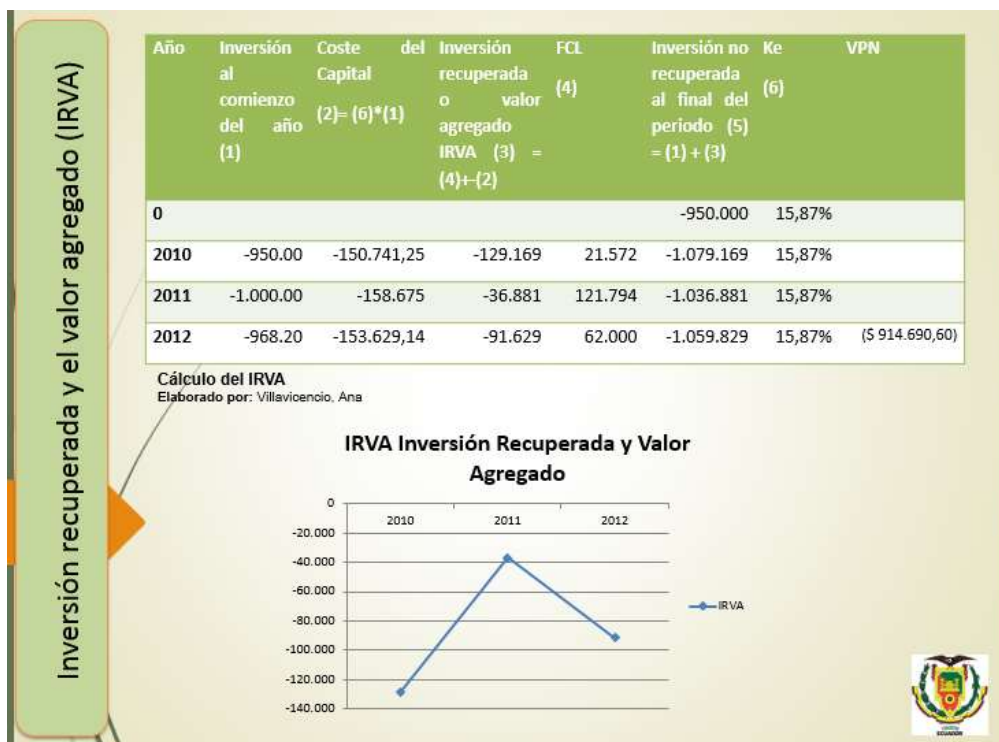 Inversión recuperada y el valor agregado (IRVA)
Año Inversión al comienzo del año (1) Coste del Capital (2)= (6)*(1) Inversión recuperada o valor agregado IRVA (3) = (4)+-(2) FCL (4) Inversión no recuperada al final del periodo (5) = (1) + (3) Ke (6) VPN
0 -950.000 15,87%
2010 -950.00 -150.741,25 -129.169 21.572 -1.079.169 15,87%
2011 -1.000.00 -158.675 -36.881 121.794 -1.036.881 15,87%
2012 -968.20 -153.629,14 -91.629 62.000 -1.059.829 15,87% ($ 914.690,60)
Cálculo del IRVA
Elaborado por: Villavicencio, Ana
IRVA Inversión Recuperada y Valor
Agregado
0
2010 2011 2012
-20.000
-40.000
-60.000
-80.000
-100.000
-120.000
-140.000
IRVA
ECUADOR